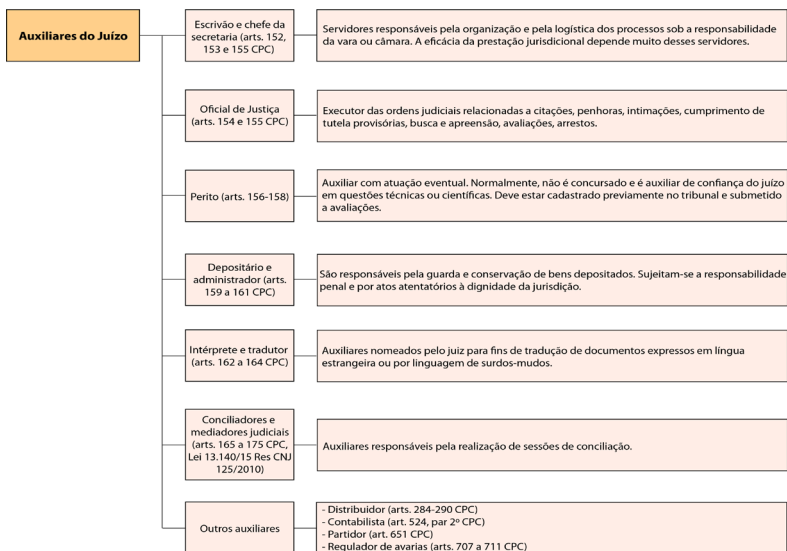 Auxiliares do Juízo
Escrivão e chefe da
secretaria (arts. 152,
153 e 155 CPC)
Servidores responsáveis pela organização e pela logística dos processos sob a responsabilidade
da vara ou câmara. A eficácia da prestação jurisdicional depende muito desses servidores.
Oficial de Justiça
(arts. 154 e 155 CPC)
Executor das ordens judiciais relacionadas a citações, penhoras, intimações, cumprimento de
tutela provisórias, busca e apreensão, avaliações, arrestos.
Perito (arts. 156-158)
Auxiliar com atuação eventual. Normalmente, não é concursado e é auxiliar de confiança do juízo
em questões técnicas ou científicas. Deve estar cadastrado previamente no tribunal e submetido
a avaliações.
Depositário e
administrador (arts.
159 a 161 CPC)
São responsáveis pela guarda e conservação de bens depositados. Sujeitam-se a responsabilidade
penal e por atos atentatórios à dignidade da jurisdição.
Intérprete e tradutor
(arts. 162 a 164 CPC)
Auxiliares nomeados pelo juiz para fins de tradução de documentos expressos em língua
estrangeira ou por linguagem de surdos-mudos.
Conciliadores e
mediadores judiciais
(arts. 165 a 175 CPC,
Lei 13.140/15 Res CNJ
125/2010)
Auxiliares responsáveis pela realização de sessões de conciliação.
Outros auxiliares
- Distribuidor (arts. 284-290 CPC)
- Contabilista (art. 524, par 2º CPC)
- Partidor (art. 651 CPC)
- Regulador de avarias (arts. 707 a 711 CPC)